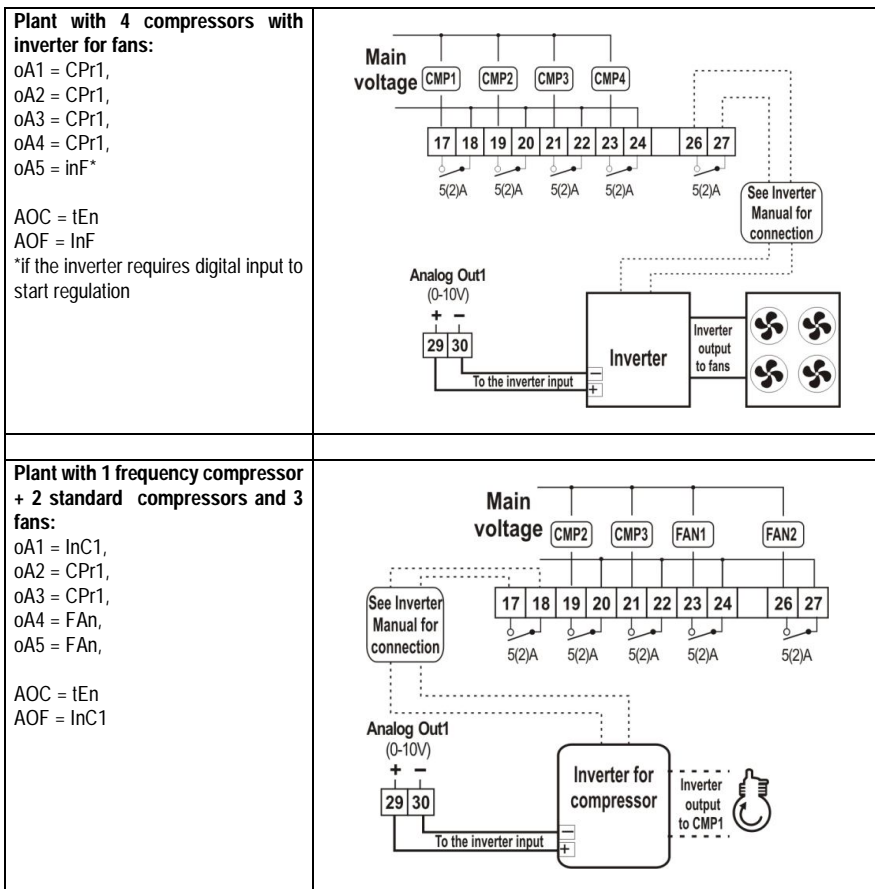 Plant with 4 compressors with
inverter for fans:
oA1 = CPr1,
oA2 = CPr1,
oA3 = CPr1,
oA4 = CPr1,
oA5 = inF*
AOC = tEn
AOF = InF
*if the inverter requires digital input to
start regulation
Main
voltage
CMP1 CMP2 CMP3 CMP4
17 18 19 20 21 22 23 24 26 27
5(2)A 5(2)A 5(2)A 5(2)A 5(2)A
See Inverter
Manual for
connection
Analog Out1
(0-10V)
+ −
29 30
To the inverter input
−
+
Inverter
Inverter
output
to fans
Plant with 1 frequency compressor
+ 2 standard compressors and 3
fans:
oA1 = InC1,
oA2 = CPr1,
oA3 = CPr1,
oA4 = FAn,
oA5 = FAn,
AOC = tEn
AOF = InC1
Main
voltage
CMP2 CMP3 FAN1 FAN2
See Inverter
Manual for
connection
17 18 19 20 21 22 23 24 26 27
5(2)A 5(2)A 5(2)A 5(2)A 5(2)A
Analog Out1
(0-10V)
+ −
29 30
To the inverter input
−
+
Inverter for
compressor
Inverter
output
to CMP1